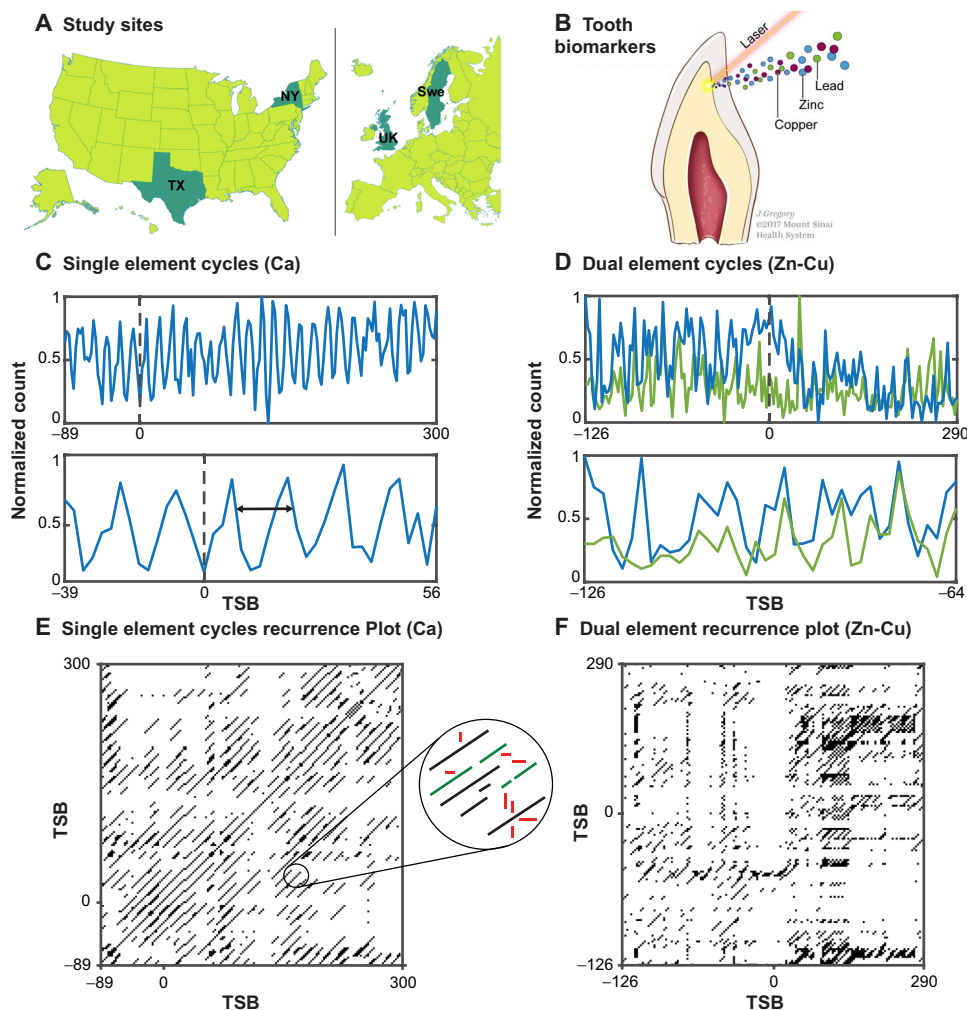 A Study sites
NY
TX
Swe
UK
B Tooth
biomarkers
Laser
Lead
Zinc
Copper
J Gregory
©2017 Mount Sinai
Health System
C Single element cycles (Ca)
Normalized count
1
0.5
0
−89
0
300
1
0.5
0
−39
0
56
TSB
D Dual element cycles (Zn-Cu)
Normalized count
1
0.5
0
−126
0
290
1
0.5
0
−126
−64
TSB
E Single element cycles recurrence Plot (Ca)
300
TSB
0
−89
−89
0
300
TSB
F Dual element recurrence plot (Zn-Cu)
290
TSB
0
−126
−126
0
290
TSB